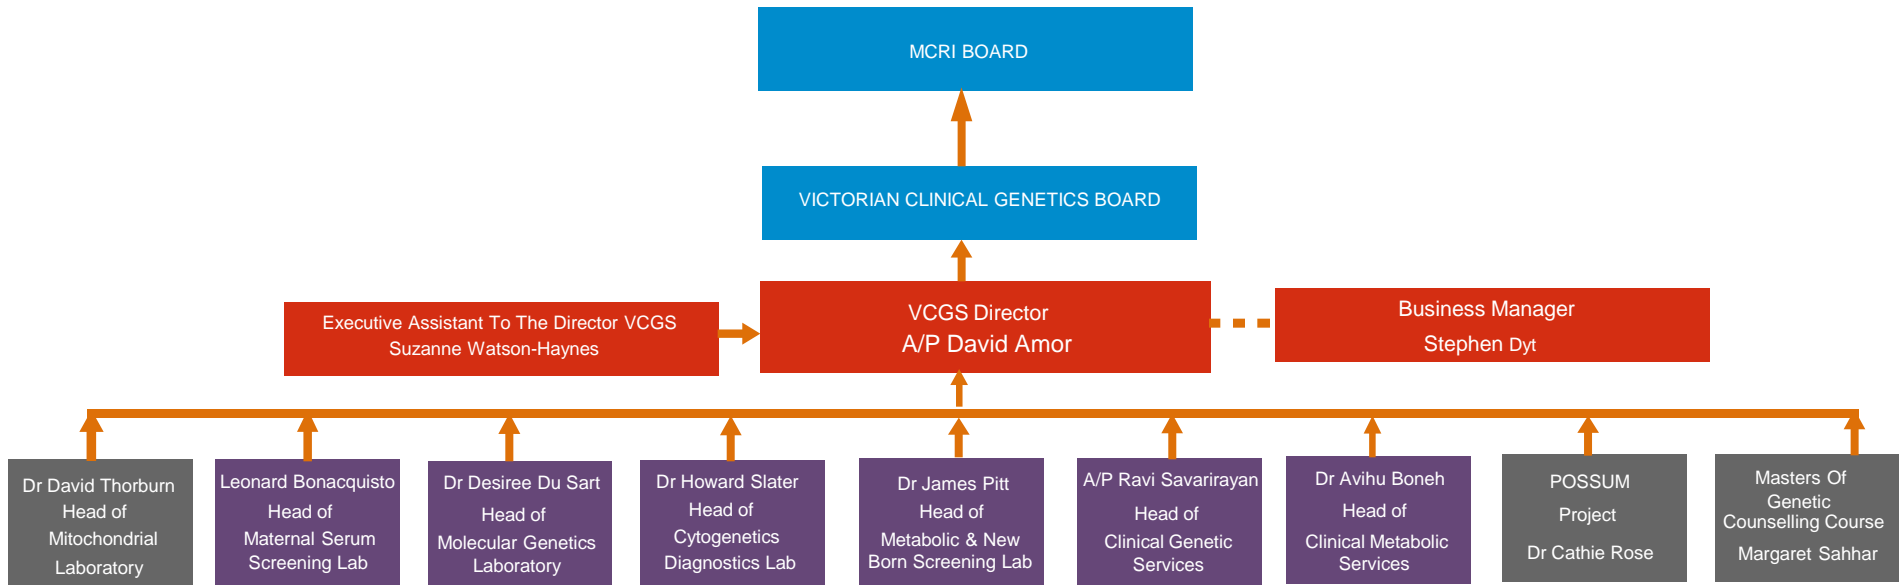 MCRI BOARD
VICTORIAN CLINICAL GENETICS BOARD
Executive Assistant To The Director VCGS
Suzanne Watson-Haynes
VCGS Director
A/P David Amor
Business Manager
Stephen Dyt
Dr David Thorburn
Head of
Mitochondrial
Laboratory
Leonard Bonacquisto
Head of
Maternal Serum
Screening Lab
Dr Desiree Du Sart
Head of
Molecular Genetics
Laboratory
Dr Howard Slater
Head of
Cytogenetics
Diagnostics Lab
Dr James Pitt
Head of
Metabolic & New
Born Screening Lab
A/P Ravi Savarirayan
Head of
Clinical Genetic
Services
Dr Avihu Boneh
Head of
Clinical Metabolic
Services
POSSUM
Project
Dr Cathie Rose
Masters Of
Genetic
Counselling Course
Margaret Sahhar